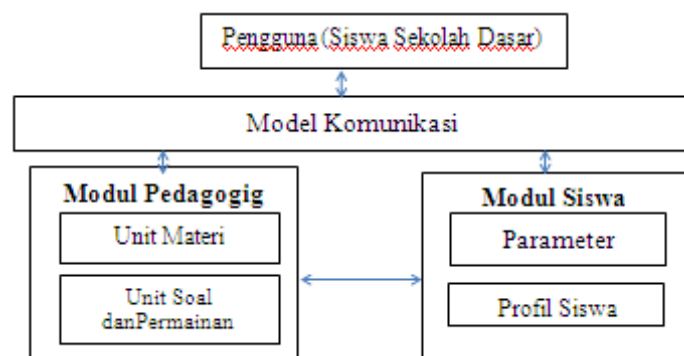 Pengguna (Siswa Sekolah Dasar)
Model Komunikasi
Modul Pedagogig
Unit Materi
Unit Soal
danPermainan
Modul Siswa
Parameter
Profil Siswa